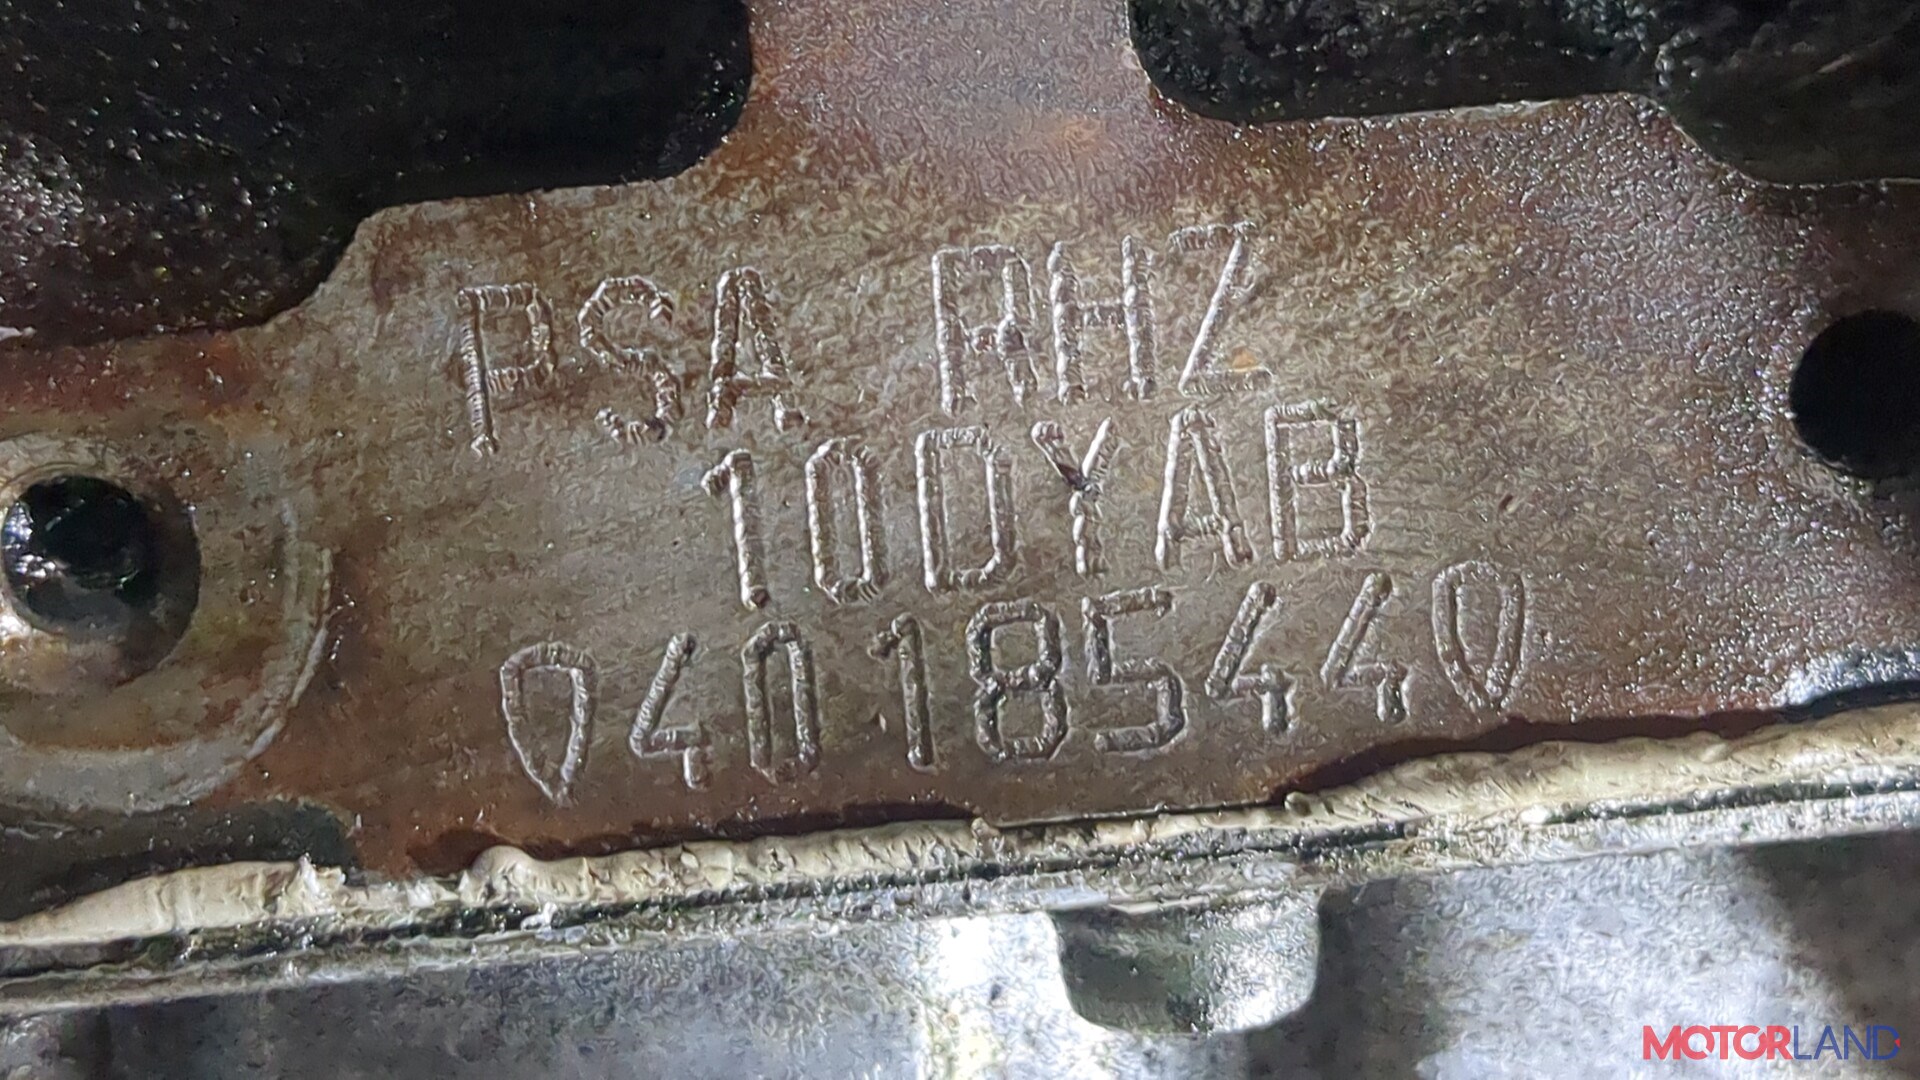 PSA RHZ
10DYAB
04018544
MOTORLAND